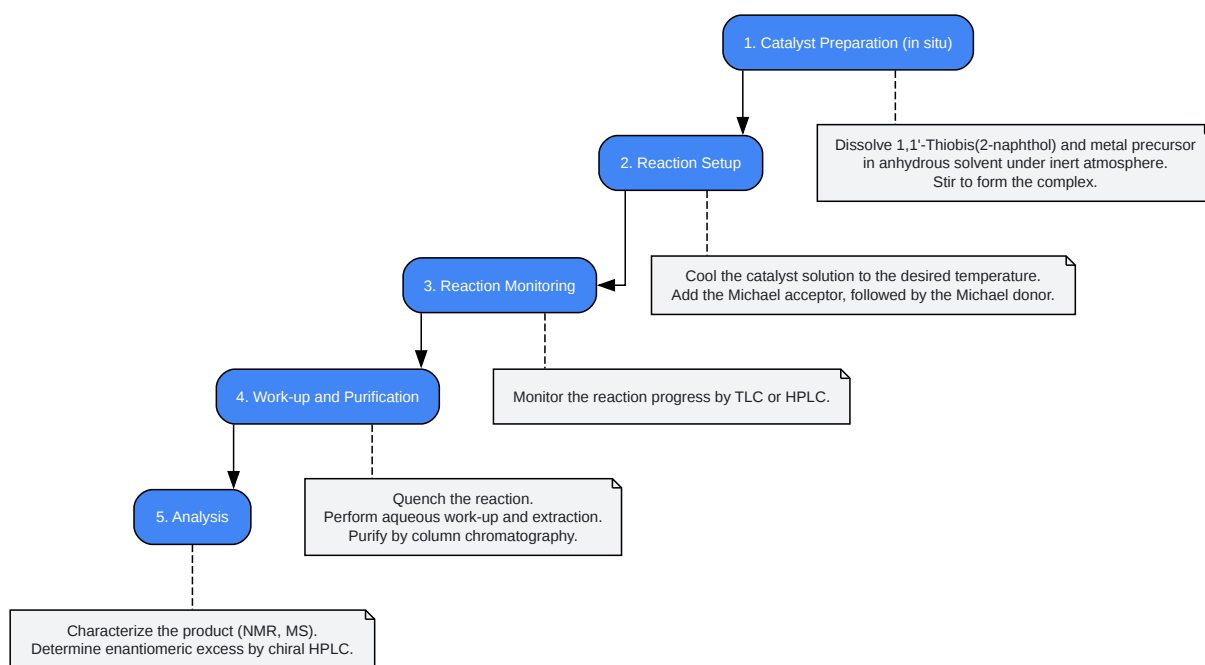 1. Catalyst Preparation (in situ)
Dissolve 1,1'-Thiobis(2-naphthol) and metal precursor
in anhydrous solvent under inert atmosphere.
Stir to form the complex.
2. Reaction Setup
Cool the catalyst solution to the desired temperature.
Add the Michael acceptor, followed by the Michael donor.
3. Reaction Monitoring
Monitor the reaction progress by TLC or HPLC.
4. Work-up and Purification
Quench the reaction.
Perform aqueous work-up and extraction.
Purify by column chromatography.
5. Analysis
Characterize the product (NMR, MS).
Determine enantiomeric excess by chiral HPLC.